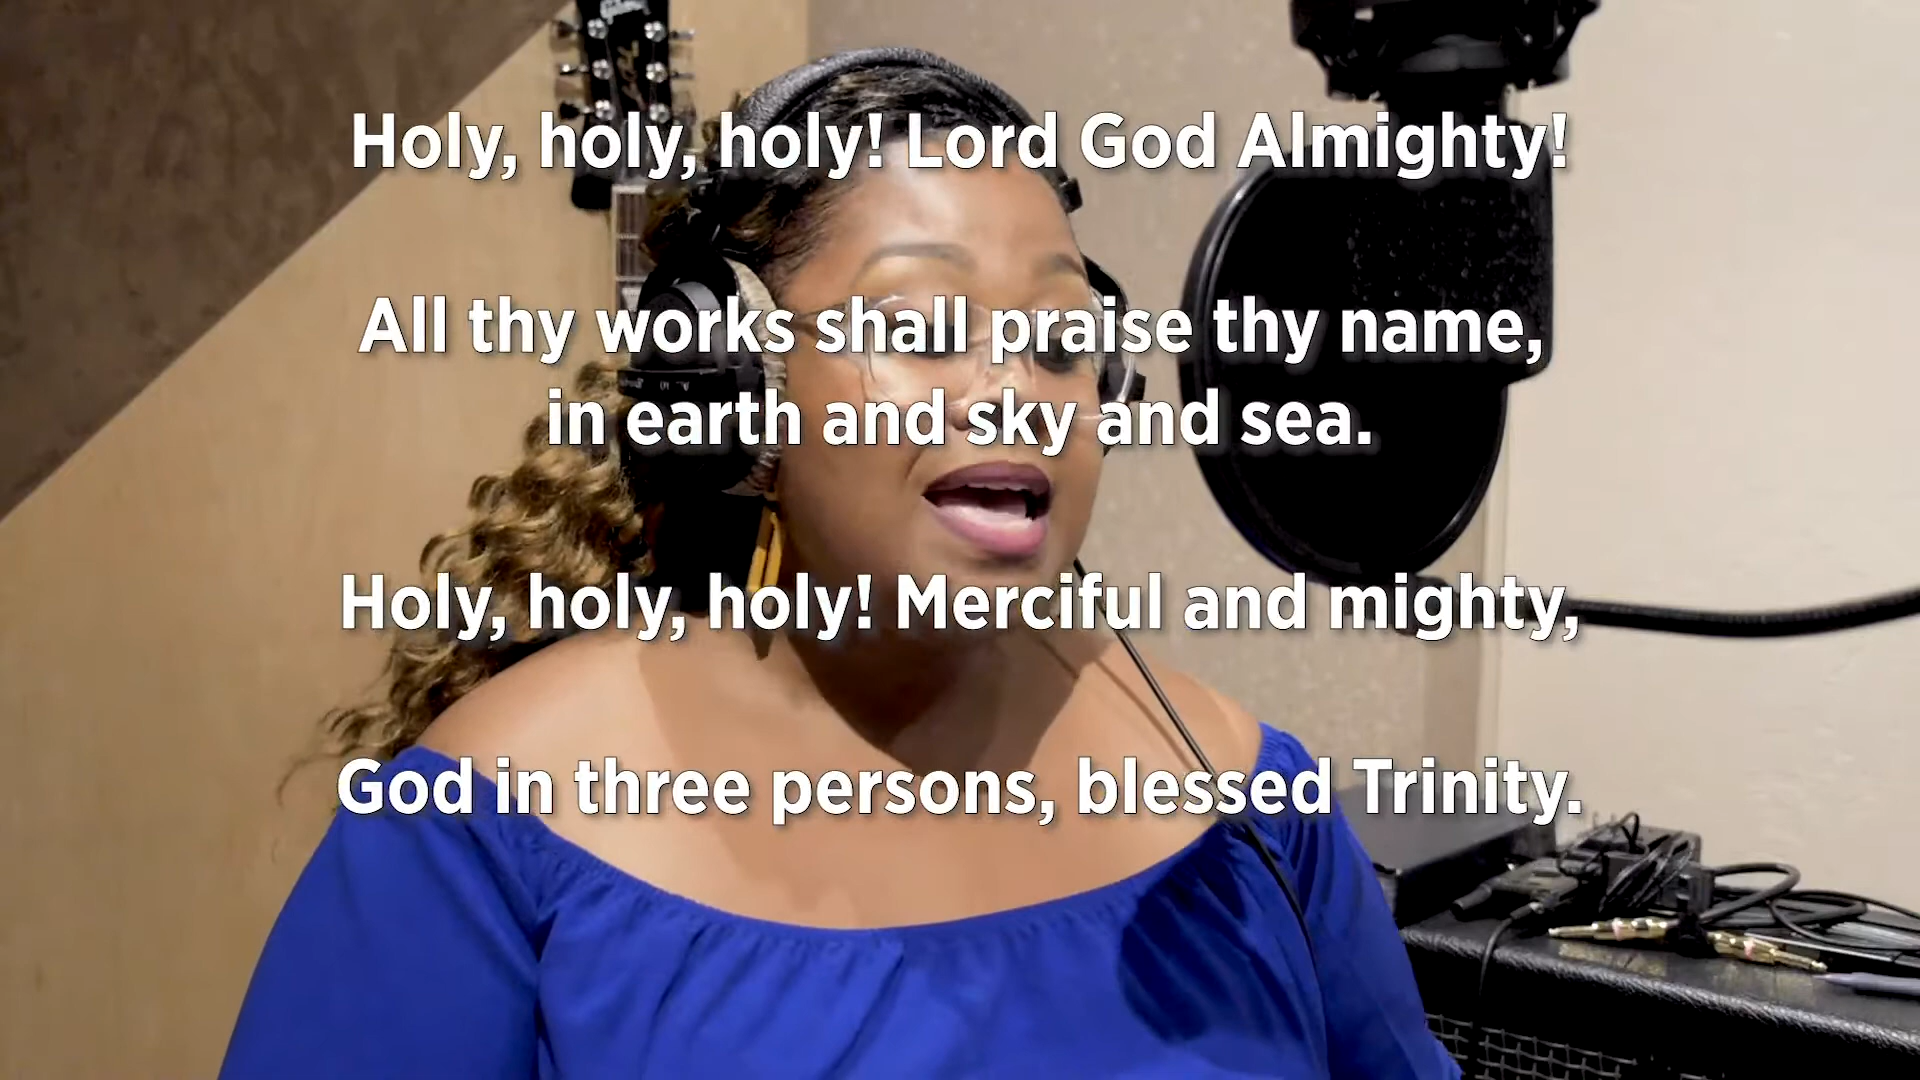 Gibson
Holy, holy, holy! Lord God Almighty!
All thy works shall praise thy name,
in earth and sky and sea.
Holy, holy, holy! Merciful and mighty,
God in three persons, blessed Trinity.